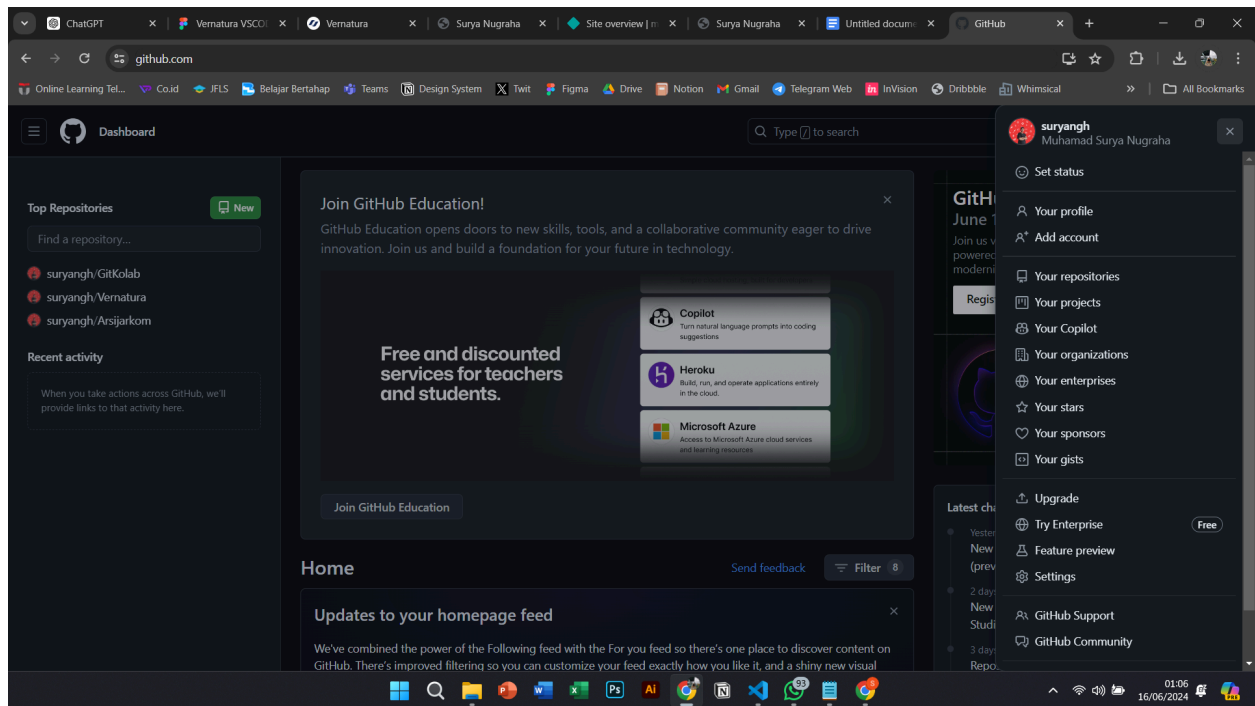 ChatGPT
Vernatura VSCO
Vernatura
Surya Nugraha
Site overview | m
Surya Nugraha
Untitled docume
GitHub
github.com
Online Learning Tel...
Co.id
JFLS
Belajar Bertahap
Teams
Design System
Twit
Figma
Drive
Notion
Gmail
Telegram Web
InVision
Dribbble
Whimsical
All Bookmarks
Dashboard
Type / to search
Top Repositories
New
Find a repository...
suryangh/GitKolab
suryangh/Vernatura
suryangh/Arsijarkom
Recent activity
When you take actions across GitHub, we'll
provide links to that activity here.
Join GitHub Education!
GitHub Education opens doors to new skills, tools, and a collaborative community eager to drive
innovation. Join us and build a foundation for your future in technology.
Free and discounted
services for teachers
and students.
Copilot
Turn natural language prompts into coding
suggestions
Heroku
Build, run, and operate applications entirely
in the cloud.
Microsoft Azure
Access to Microsoft Azure cloud services
and learning resources
Join GitHub Education
Home
Send feedback
Filter 8
Updates to your homepage feed
We've combined the power of the Following feed with the For you feed so there's one place to discover content on
GitHub. There's improved filtering so you can customize your feed exactly how you like it, and a shiny new visual
GitH
June 1
Join us v
powered
moderni
Regis
Latest cha
Yester
New
(prev
2 days
New
Studi
3 days
Repo
suryangh
Muhamad Surya Nugraha
Set status
Your profile
Add account
Your repositories
Your projects
Your Copilot
Your organizations
Your enterprises
Your stars
Your sponsors
Your gists
Upgrade
Try Enterprise
Free
Feature preview
Settings
GitHub Support
GitHub Community
93
01:06
16/06/2024